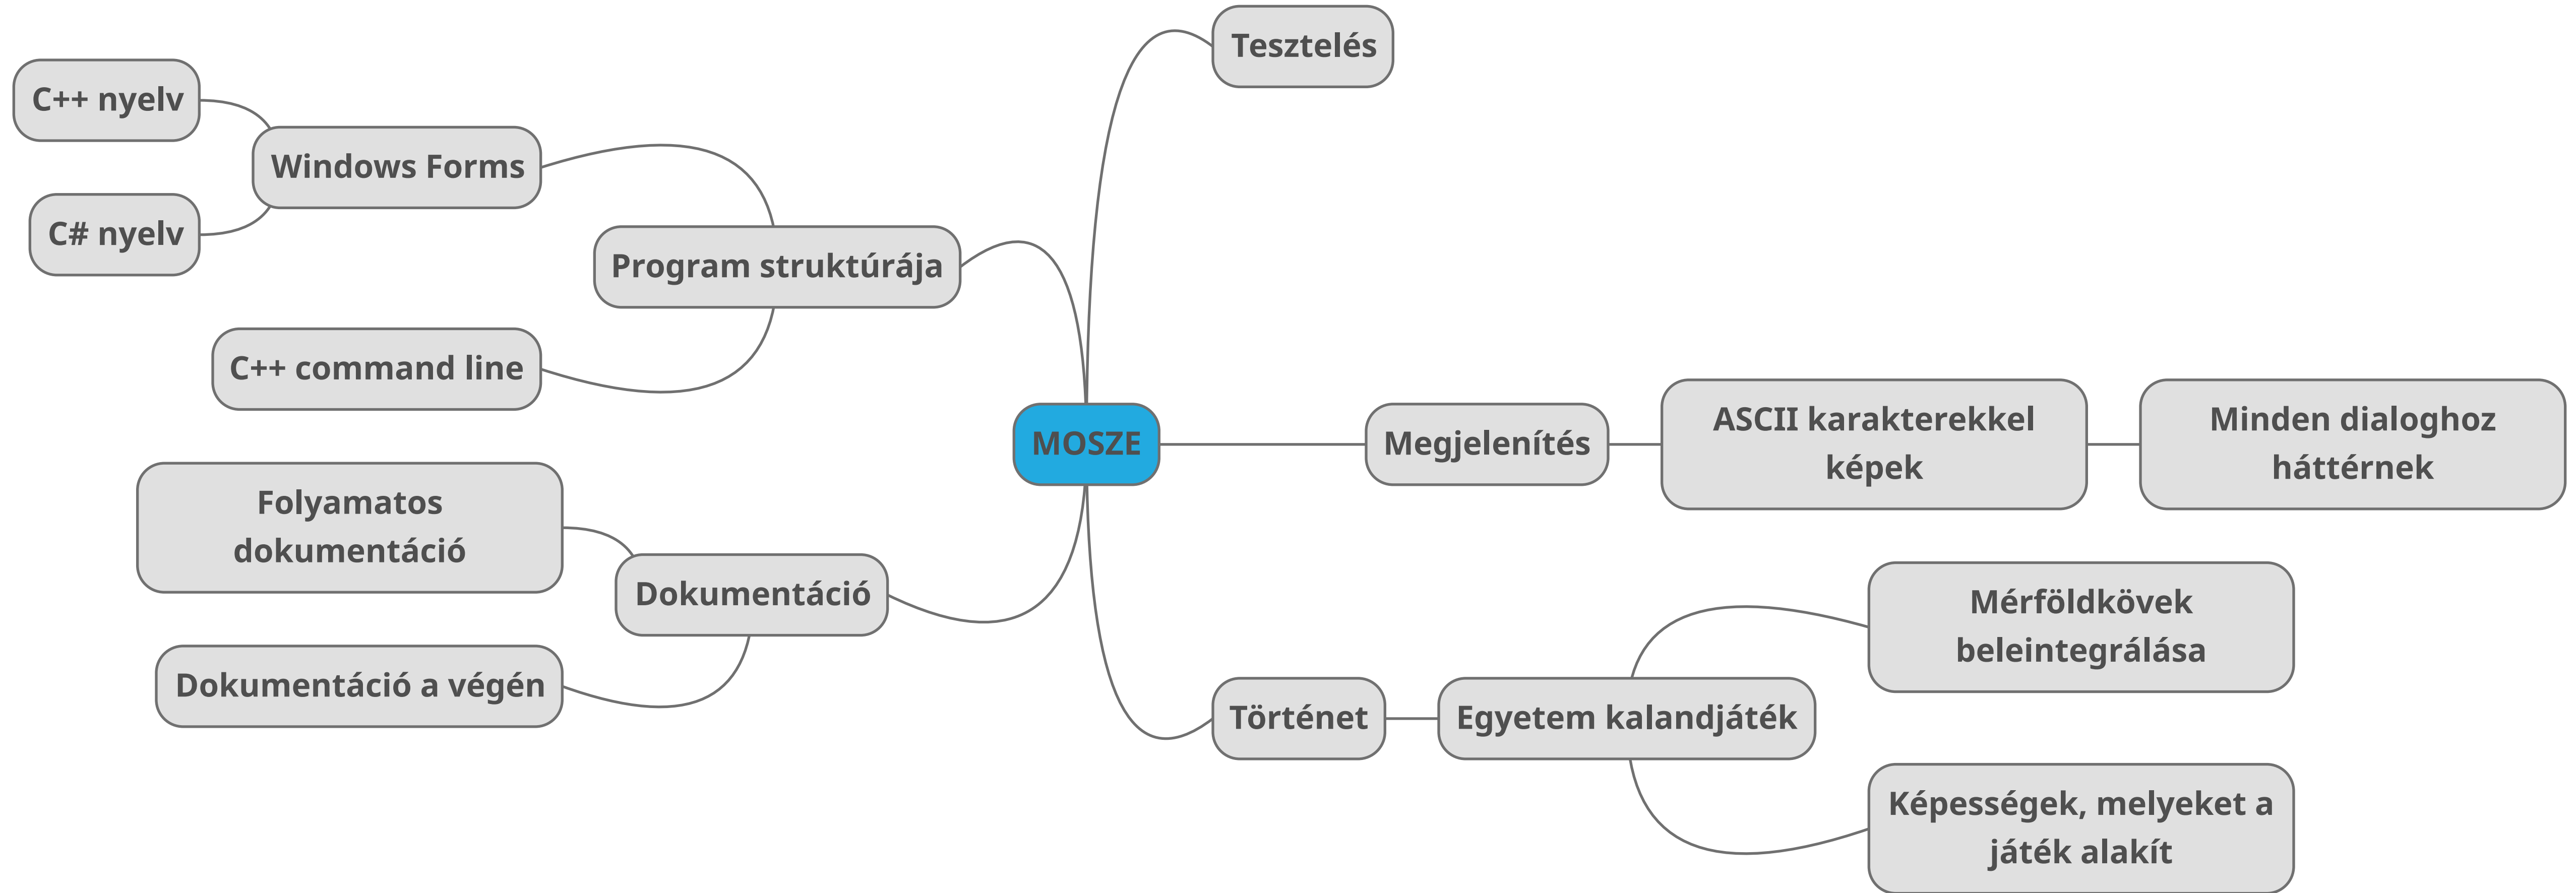 Tesztelés
C++ nyelv
Windows Forms
C# nyelv
Program struktúrája
C++ command line
MOSZE
Megjelenítés
ASCII karakterekkel
képek
Minden dialoghoz
háttérnek
Folyamatos
dokumentáció
Dokumentáció
Dokumentáció a végén
Történet
Egyetem kalandjáték
Mérföldkövek
beleintegrálása
Képességek, melyeket a
játék alakít